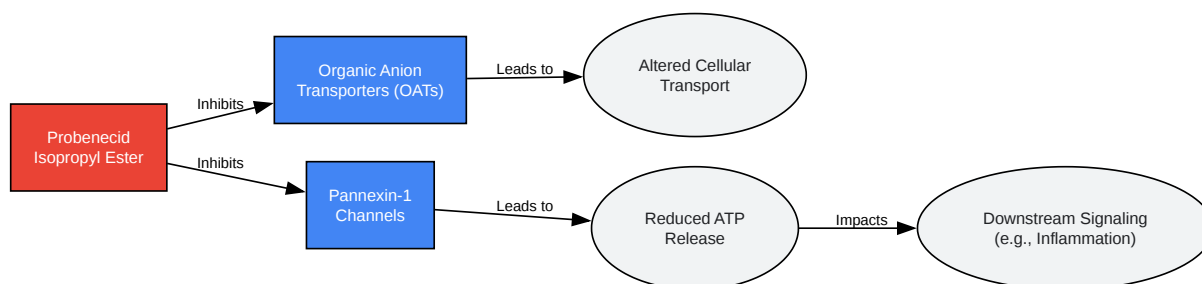 Probenecid
Isopropyl Ester
Inhibits
Organic Anion
Transporters (OATs)
Leads to
Altered Cellular
Transport
Inhibits
Pannexin-1
Channels
Leads to
Reduced ATP
Release
Impacts
Downstream Signaling
(e.g., Inflammation)